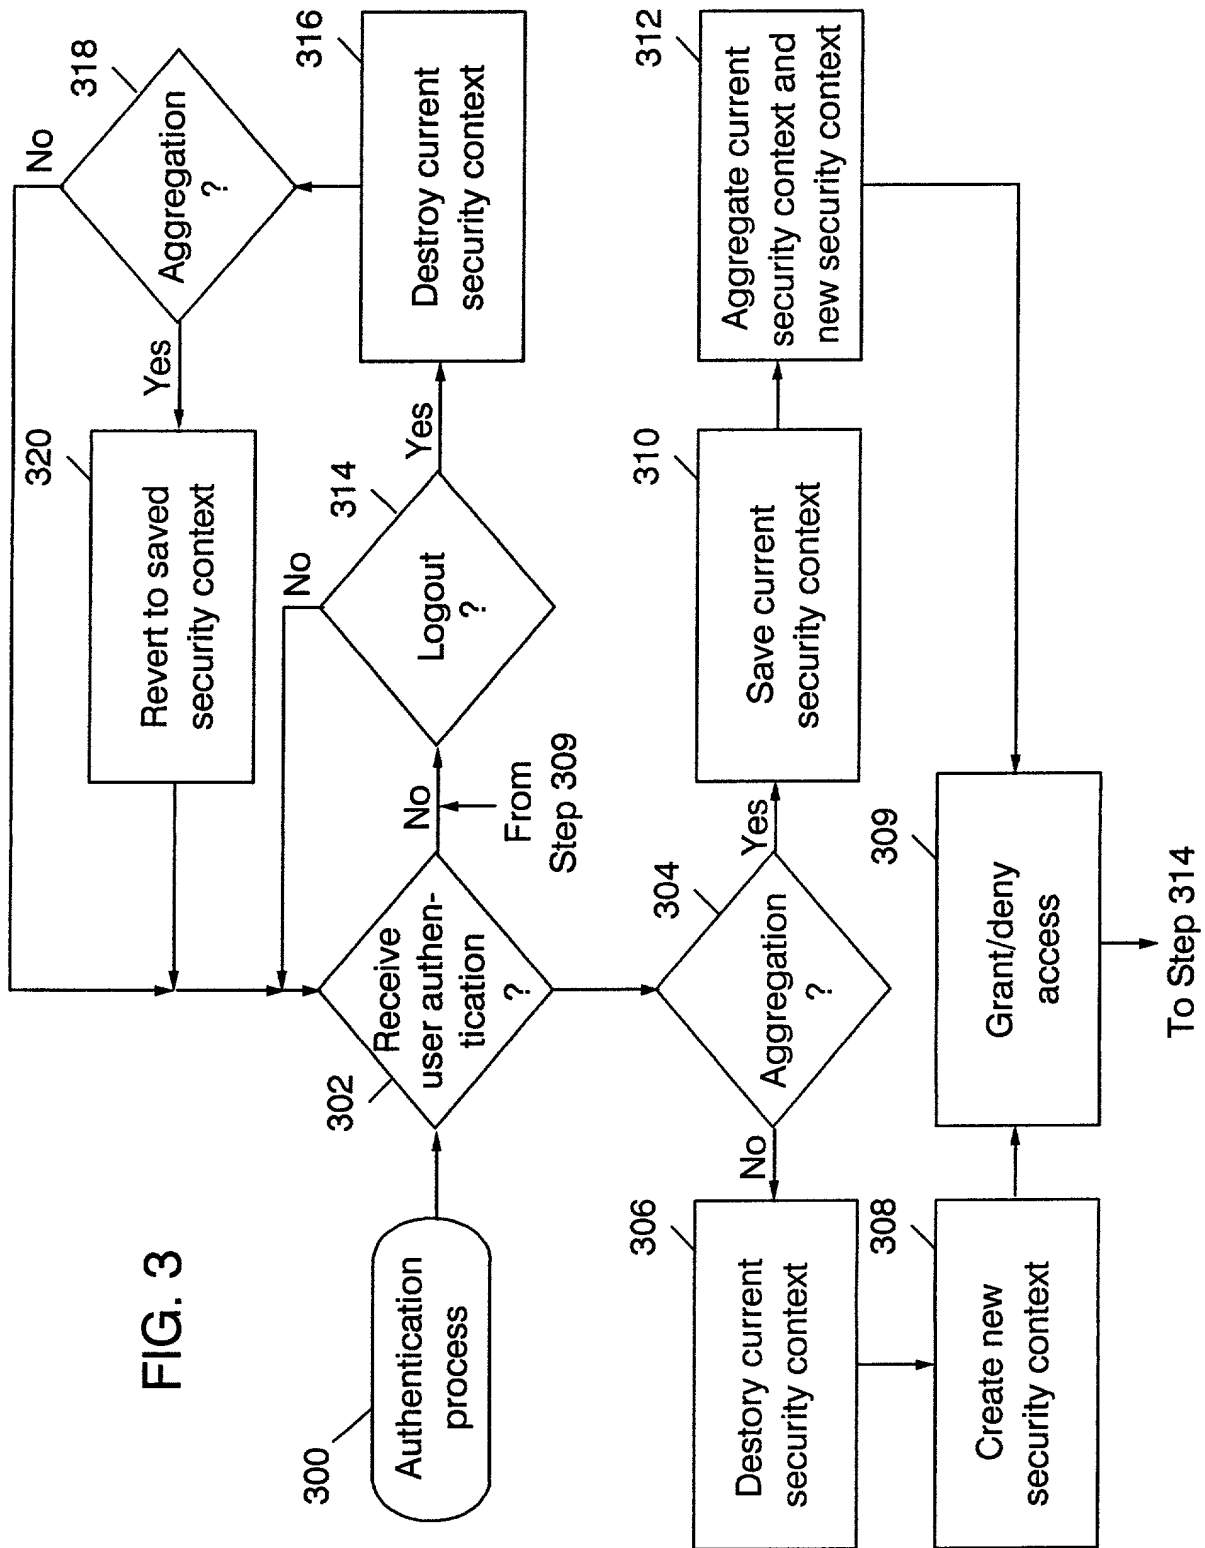 FIG. 3
300
Authentication
process
302
Receive
user authen-
tication
?
No
From
Step 309
314
Logout
?
No
Yes
316
Destroy current
security context
318
Aggregation
?
No
Yes
320
Revert to saved
security context
304
Aggregation
?
No
Yes
306
Destory current
security context
308
Create new
security context
310
Save current
security context
312
Aggregate current
security context and
new security context
309
Grant/deny
access
To Step 314